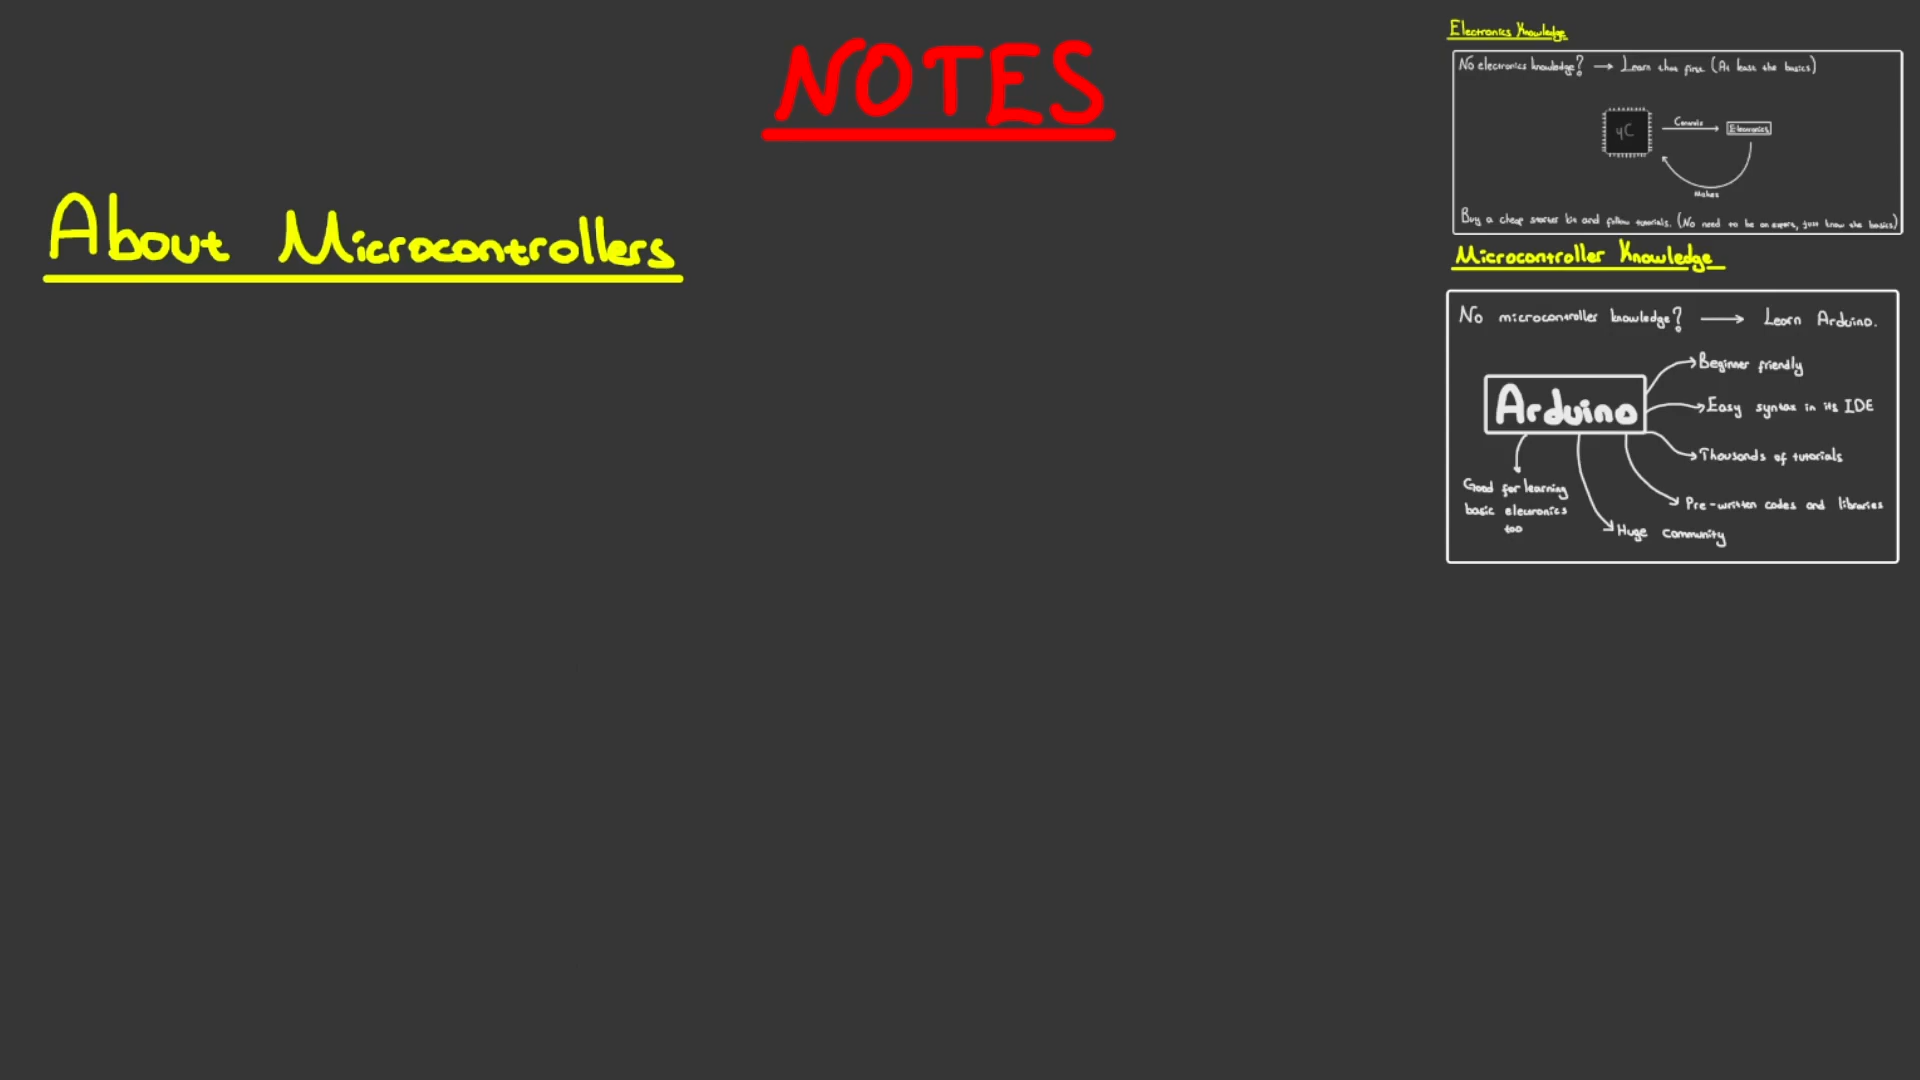 NOTES
About Microcontrollers
Electronics Knowledge
No electronics knowledge? → Learn that first (At least the basics)
µC
Controls
Electronics
Makes
Buy a cheap starter kit and follow tutorials. (No need to be an expert, just know the basics)
Microcontroller Knowledge
No microcontroller knowledge? → Learn Arduino.
Arduino
Beginner friendly
Easy syntax in its IDE
Thousands of tutorials
Pre-written codes and libraries
Huge community
Good for learning
basic electronics
too